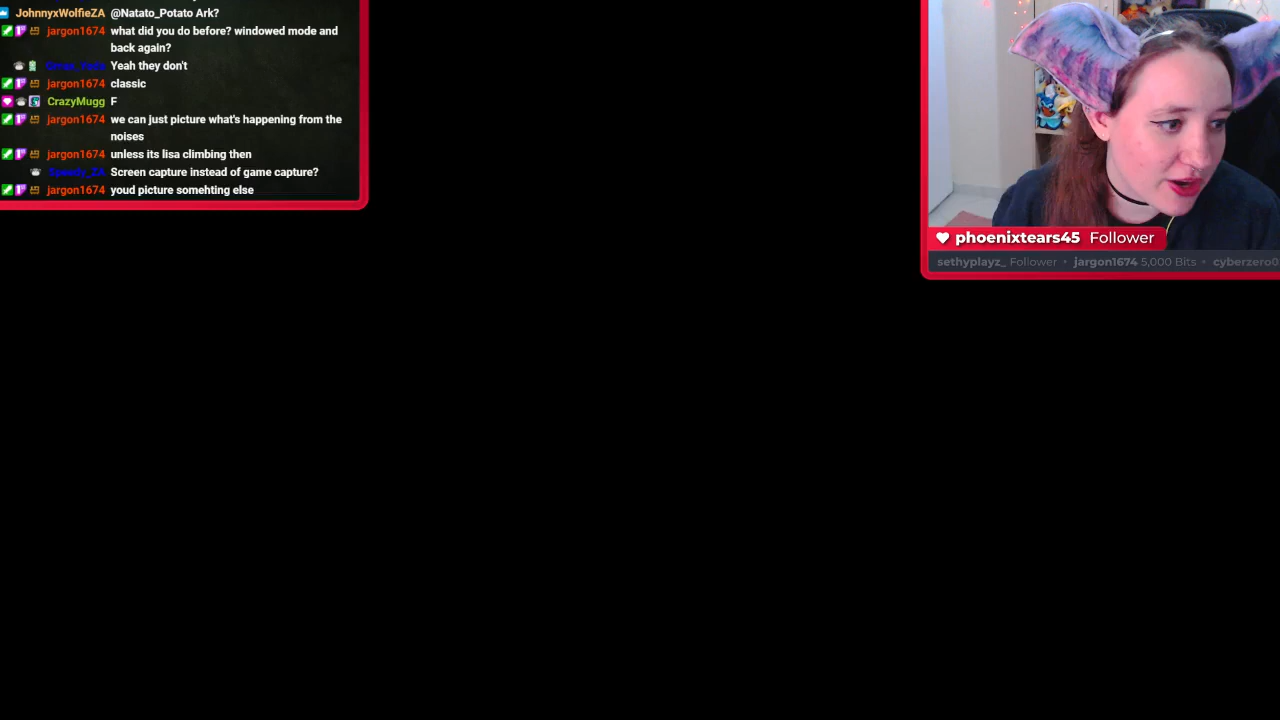 JohnnyxWolfieZA @Natato_Potato Ark?
jargon1674 what did you do before? windowed mode and
back again?
Yeah they don't
jargon1674 classic
CrazyMugg F
jargon1674 we can just picture what's happening from the
noises
jargon1674 unless its lisa climbing then
Speedy_ZA Screen capture instead of game capture?
jargon1674 youd picture somehting else
phoenixtears45 Follower
sethyplayz_ Follower • jargon1674 5,000 Bits • cyberzero0